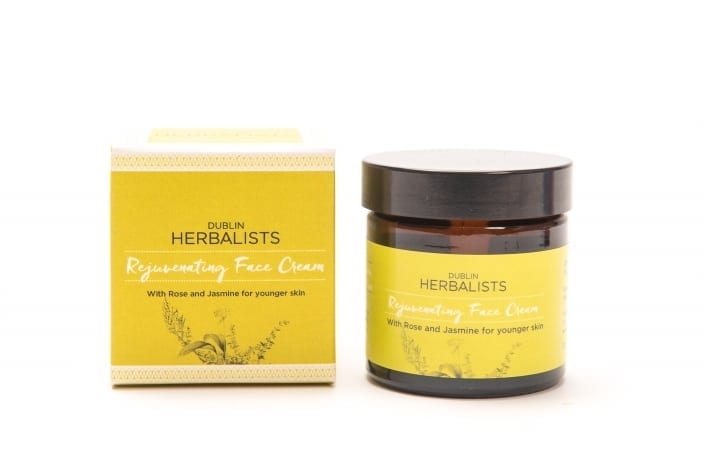 DUBLIN
HERBALISTS
Rejuvenating Face Cream
With Rose and Jasmine for younger skin
DUBLIN
HERBALISTS
Rejuvenating Face Cream
With Rose and Jasmine for younger skin